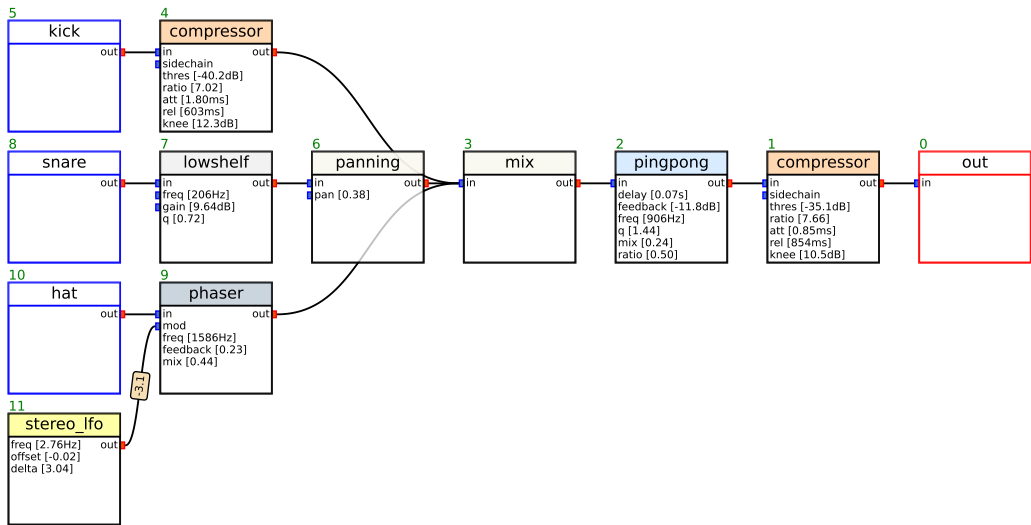 5
kick
out
4
compressor
in out
sidechain
thres [-40.2dB]
ratio [7.02]
att [1.80ms]
rel [603ms]
knee [12.3dB]
8
snare
out
7
lowshelf
in out
freq [206Hz]
gain [9.64dB]
q [0.72]
6
panning
in out
pan [0.38]
3
mix
in out
2
pingpong
in out
delay [0.07s]
feedback [-11.8dB]
freq [906Hz]
q [1.44]
mix [0.24]
ratio [0.50]
1
compressor
in out
sidechain
thres [-35.1dB]
ratio [7.66]
att [0.85ms]
rel [854ms]
knee [10.5dB]
0
out
in
10
hat
out
9
phaser
in out
mod
freq [1586Hz]
feedback [0.23]
mix [0.44]
-3.1
11
stereo_lfo
freq [2.76Hz] out
offset [-0.02]
delta [3.04]